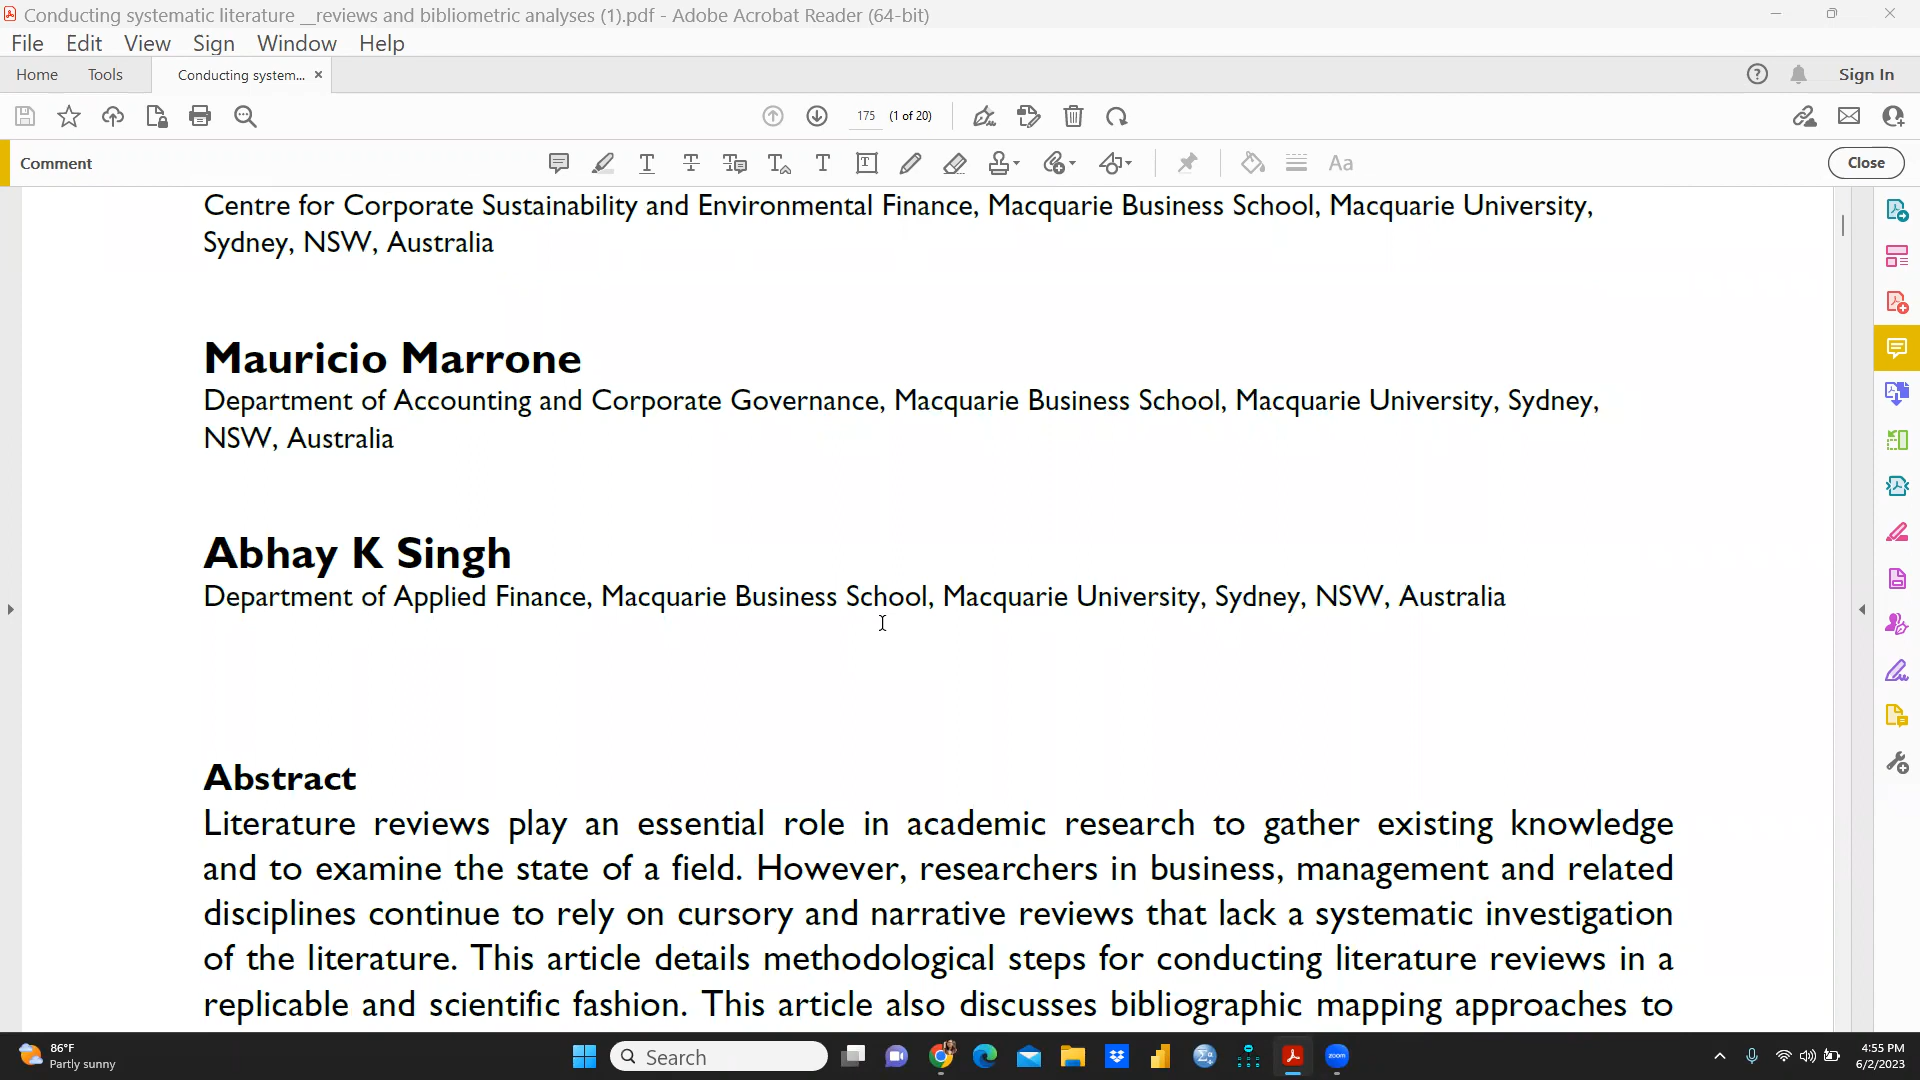 Conducting systematic literature __reviews and bibliometric analyses (1).pdf - Adobe Acrobat Reader (64-bit)
File Edit View Sign Window Help
Home Tools Conducting system... × Sign In
175 (1 of 20)
Comment Aa Close
Centre for Corporate Sustainability and Environmental Finance, Macquarie Business School, Macquarie University,
Sydney, NSW, Australia
Mauricio Marrone
Department of Accounting and Corporate Governance, Macquarie Business School, Macquarie University, Sydney,
NSW, Australia
Abhay K Singh
Department of Applied Finance, Macquarie Business School, Macquarie University, Sydney, NSW, Australia
Abstract
Literature reviews play an essential role in academic research to gather existing knowledge
and to examine the state of a field. However, researchers in business, management and related
disciplines continue to rely on cursory and narrative reviews that lack a systematic investigation
of the literature. This article details methodological steps for conducting literature reviews in a
replicable and scientific fashion. This article also discusses bibliographic mapping approaches to
86°F
Partly sunny
Search
zoom
4:55 PM
6/2/2023